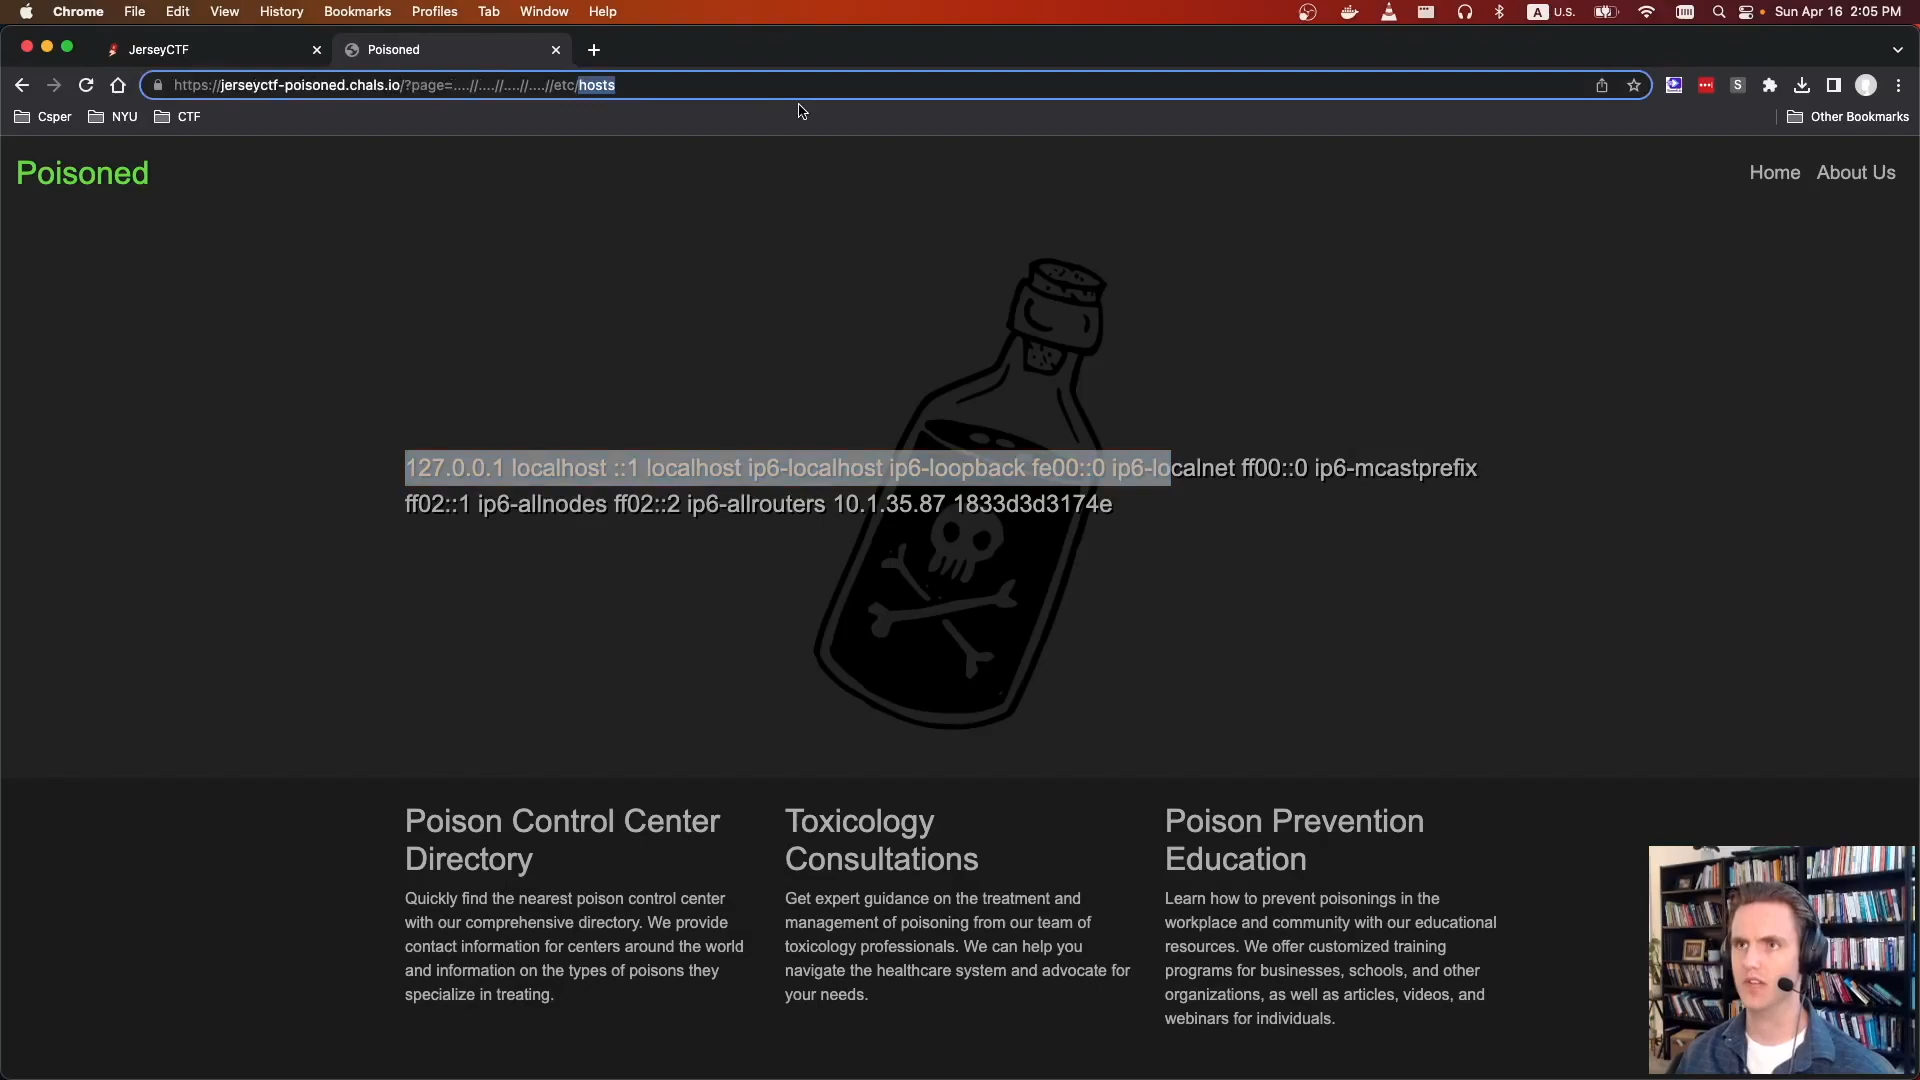 Chrome File Edit View History Bookmarks Profiles Tab Window Help A U.S. Sun Apr 16 2:05 PM
JerseyCTF Poisoned
https://jerseyctf-poisoned.chals.io/?page=....//....//....//....//etc/hosts S
Csper NYU CTF Other Bookmarks
Poisoned Home About Us
127.0.0.1 localhost ::1 localhost ip6-localhost ip6-loopback fe00::0 ip6-localnet ff00::0 ip6-mcastprefix
ff02::1 ip6-allnodes ff02::2 ip6-allrouters 10.1.35.87 1833d3d3174e
Poison Control Center
Directory
Quickly find the nearest poison control center
with our comprehensive directory. We provide
contact information for centers around the world
and information on the types of poisons they
specialize in treating.
Toxicology
Consultations
Get expert guidance on the treatment and
management of poisoning from our team of
toxicology professionals. We can help you
navigate the healthcare system and advocate for
your needs.
Poison Prevention
Education
Learn how to prevent poisonings in the
workplace and community with our educational
resources. We offer customized training
programs for businesses, schools, and other
organizations, as well as articles, videos, and
webinars for individuals.